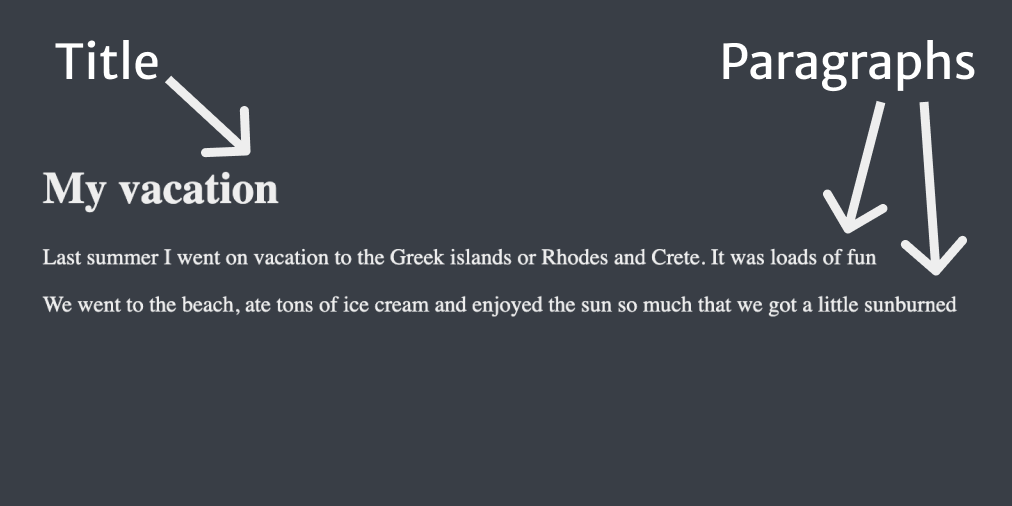 Title
Paragraphs
My vacation
Last summer I went on vacation to the Greek islands or Rhodes and Crete. It was loads of fun
We went to the beach, ate tons of ice cream and enjoyed the sun so much that we got a little sunburned